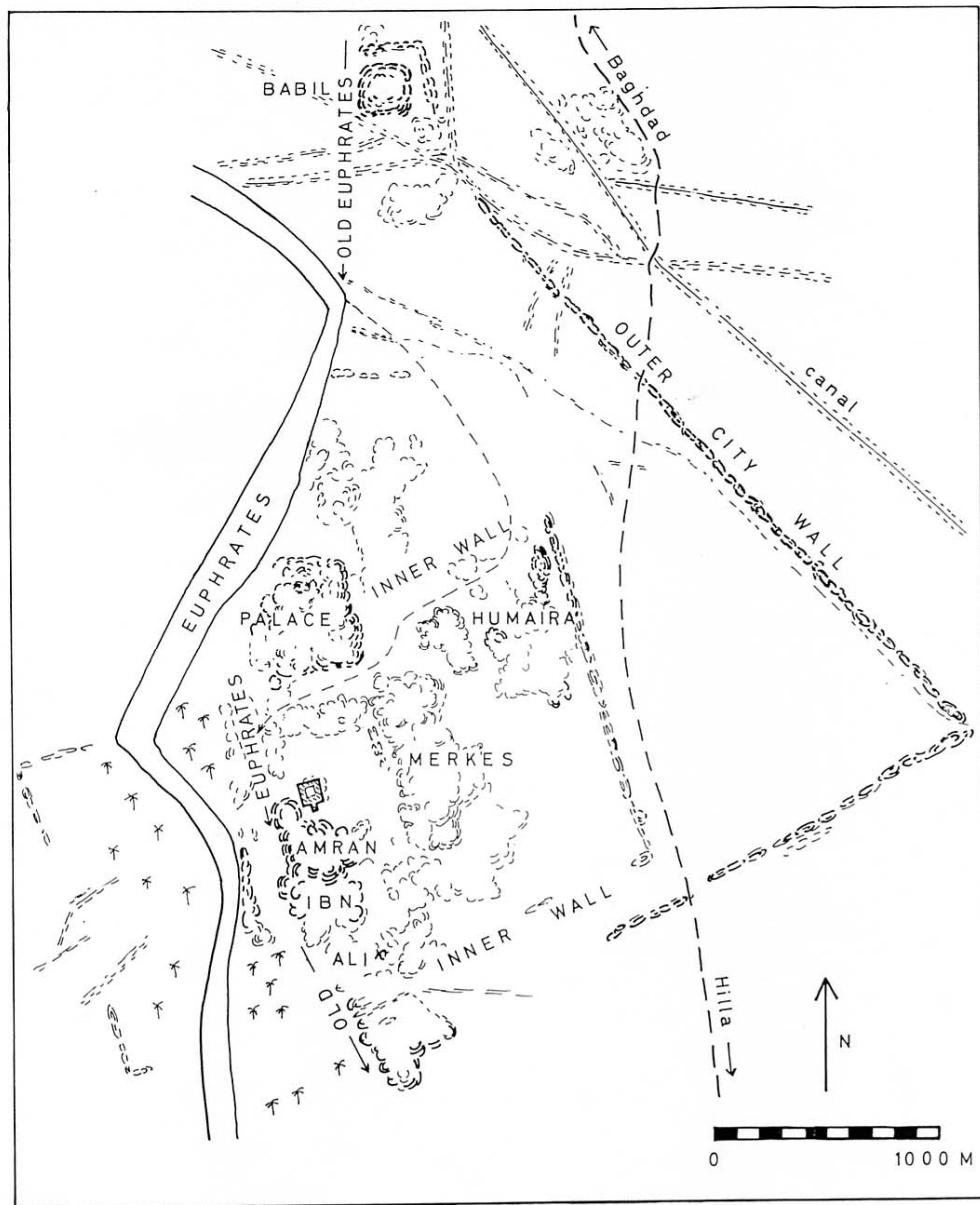 BABIL
OLD EUPHRATES
Baghdad
OUTER CITY WALL
canal
EUPHRATES
INNER WALL
PALACE
HUMAIRA
OLD EUPHRATES
MERKES
AMRAN
IBN
ALI
INNER WALL
Hilla
N
0 1000 M